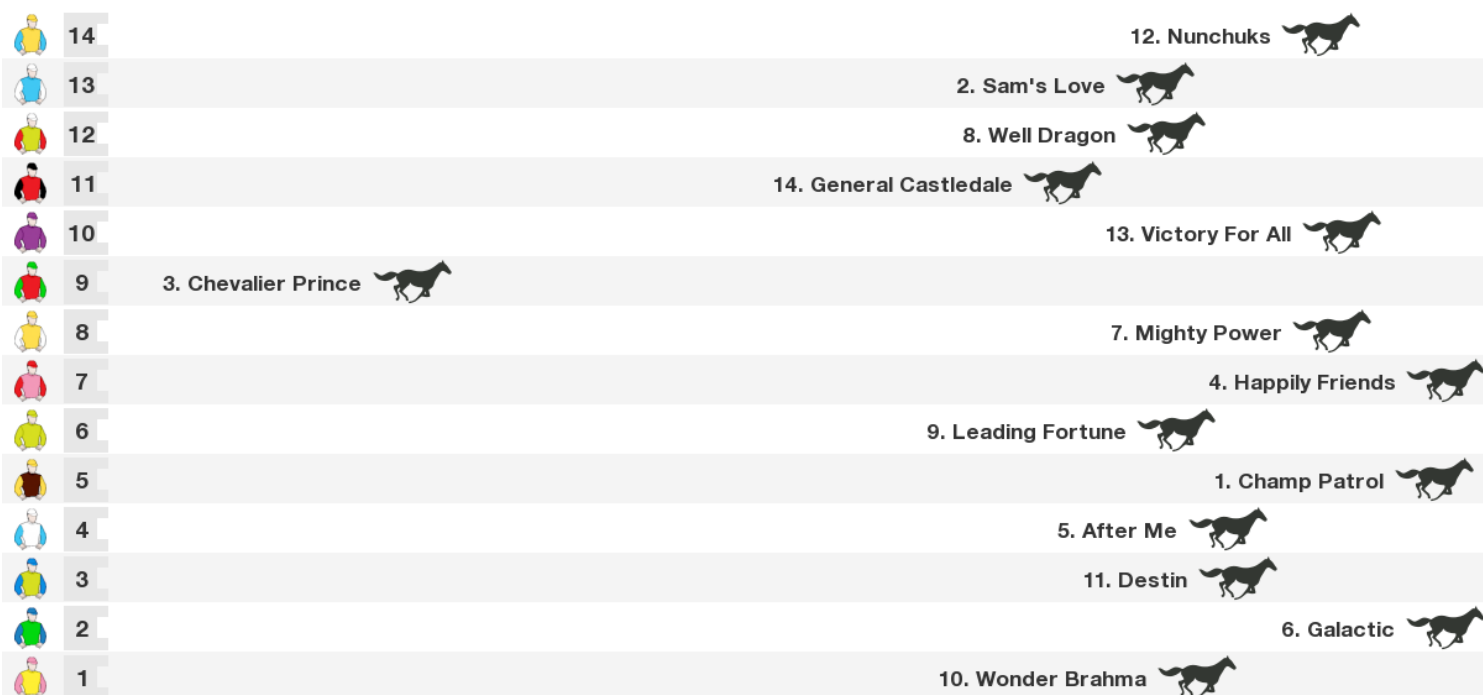 14 12. Nunchuks
13 2. Sam's Love
12 8. Well Dragon
11 14. General Castledale
10 13. Victory For All
9 3. Chevalier Prince
8 7. Mighty Power
7 4. Happily Friends
6 9. Leading Fortune
5 1. Champ Patrol
4 5. After Me
3 11. Destin
2 6. Galactic
1 10. Wonder Brahma